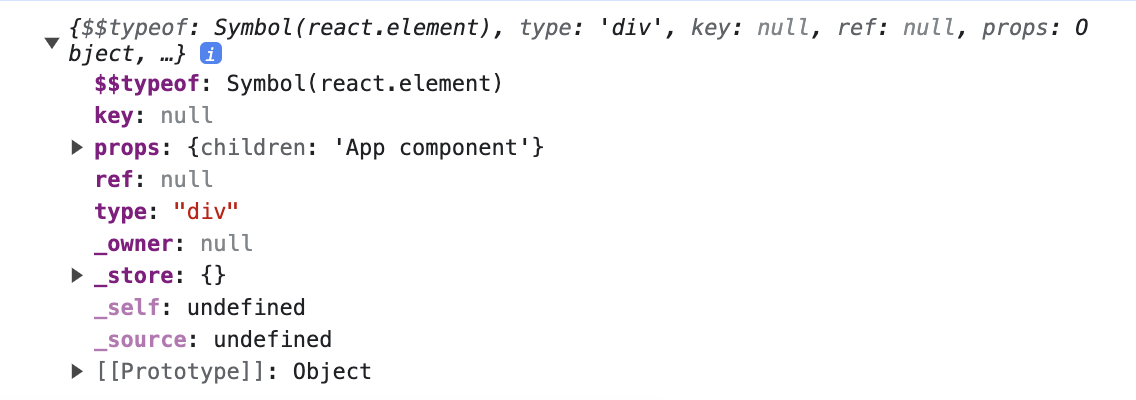 {$$typeof: Symbol(react.element), type: 'div', key: null, ref: null, props: O
bject, …} i
$$typeof: Symbol(react.element)
key: null
props: {children: 'App component'}
ref: null
type: "div"
_owner: null
_store: {}
_self: undefined
_source: undefined
[[Prototype]]: Object